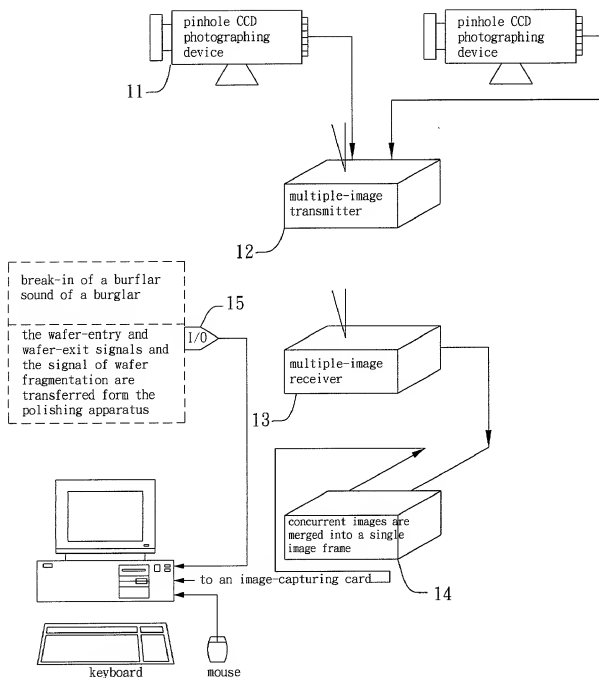 pinhole CCD
photographing
device
11
pinhole CCD
photographing
device
multiple-image
transmitter
12
break-in of a burflar
sound of a burglar
15
I/O
the wafer-entry and
wafer-exit signals and
the signal of wafer
fragmentation are
transferred form the
polishing apparatus
multiple-image
receiver
13
concurrent images are
merged into a single
image frame
14
to an image-capturing card
keyboard
mouse